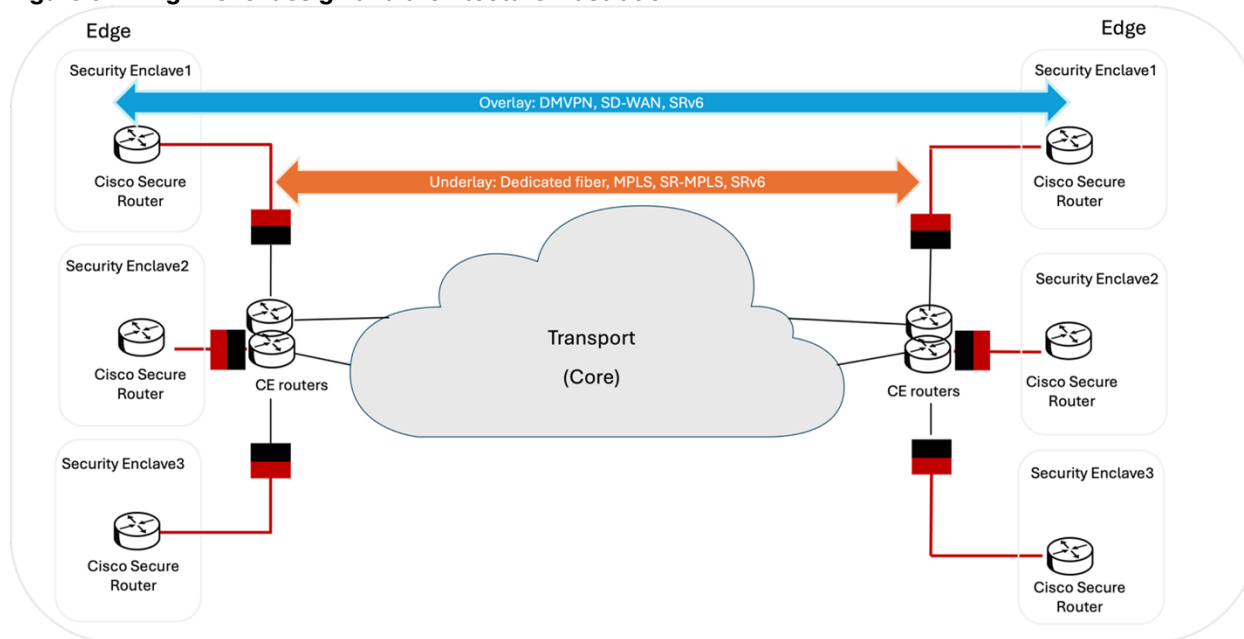 Edge
Edge
Security Enclave1
Security Enclave1
Overlay: DMVPN, SD-WAN, SRv6
Cisco Secure
Router
Cisco Secure
Router
Underlay: Dedicated fiber, MPLS, SR-MPLS, SRv6
Security Enclave2
Security Enclave2
Transport
(Core)
Cisco Secure
Router
CE routers
CE routers
Cisco Secure
Router
Security Enclave3
Security Enclave3
Cisco Secure
Router
Cisco Secure
Router